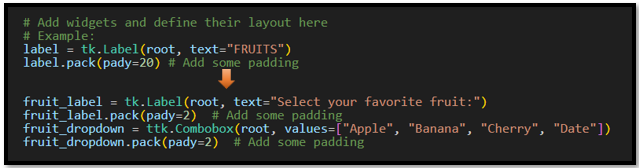 # Add widgets and define their layout here
# Example:
label = tk.Label(root, text="FRUITS")
label.pack(pady=20) # Add some padding
fruit_label = tk.Label(root, text="Select your favorite fruit:")
fruit_label.pack(pady=2)  # Add some padding
fruit_dropdown = ttk.Combobox(root, values=["Apple", "Banana", "Cherry", "Date"])
fruit_dropdown.pack(pady=2)  # Add some padding